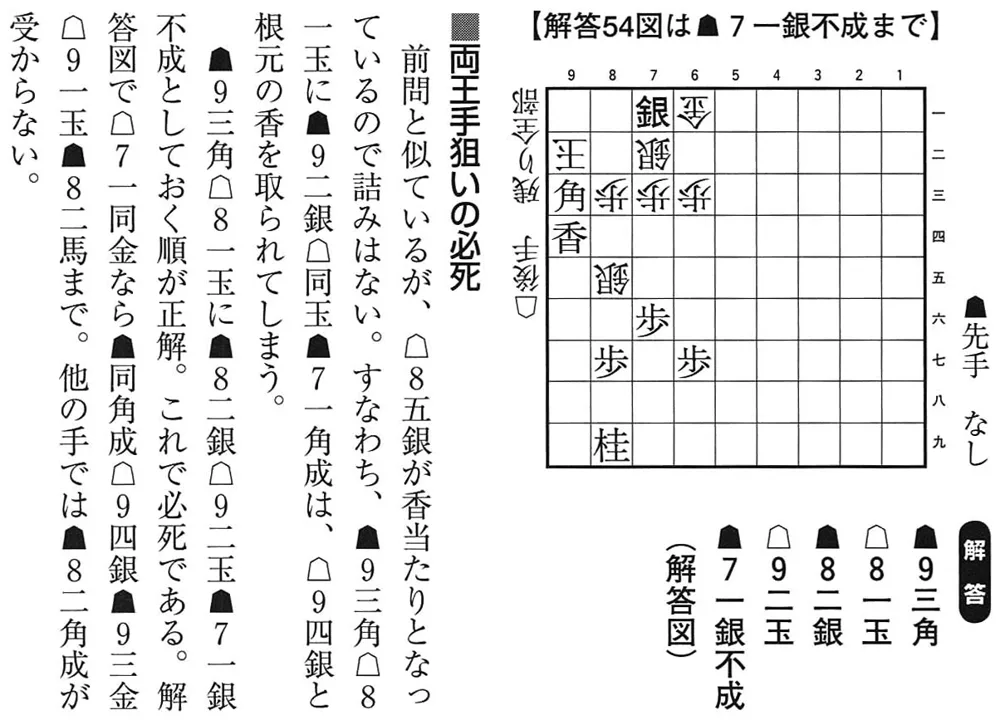 【解答54図は☗７一銀不成まで】
9 8 7 6 5 4 3 2 1
銀 金 一
王 銀 二
角 歩 歩 歩 三
香 四
銀 五
歩 六
歩 歩 七
八
桂 九
☖後手 残り全部
☗先手 なし
解答
☗９三角
☖８一玉
☗８二銀
☖９二玉
☗７一銀不成
（解答図）
■両王手狙いの必死
前問と似ているが、☖８五銀が香当たりとなっ
ているので詰みはない。すなわち、☗９三角☖８
一玉に☗９二銀☖同玉☗７一角成は、☖９四銀と
根元の香を取られてしまう。
☗９三角☖８一玉に☗８二銀☖９二玉☗７一銀
不成としておく順が正解。これで必死である。解
答図で☖７一同金なら☗同角成☖９四銀☗９三金
☖９一玉☗８二馬まで。他の手では☗８二角成が
受からない。